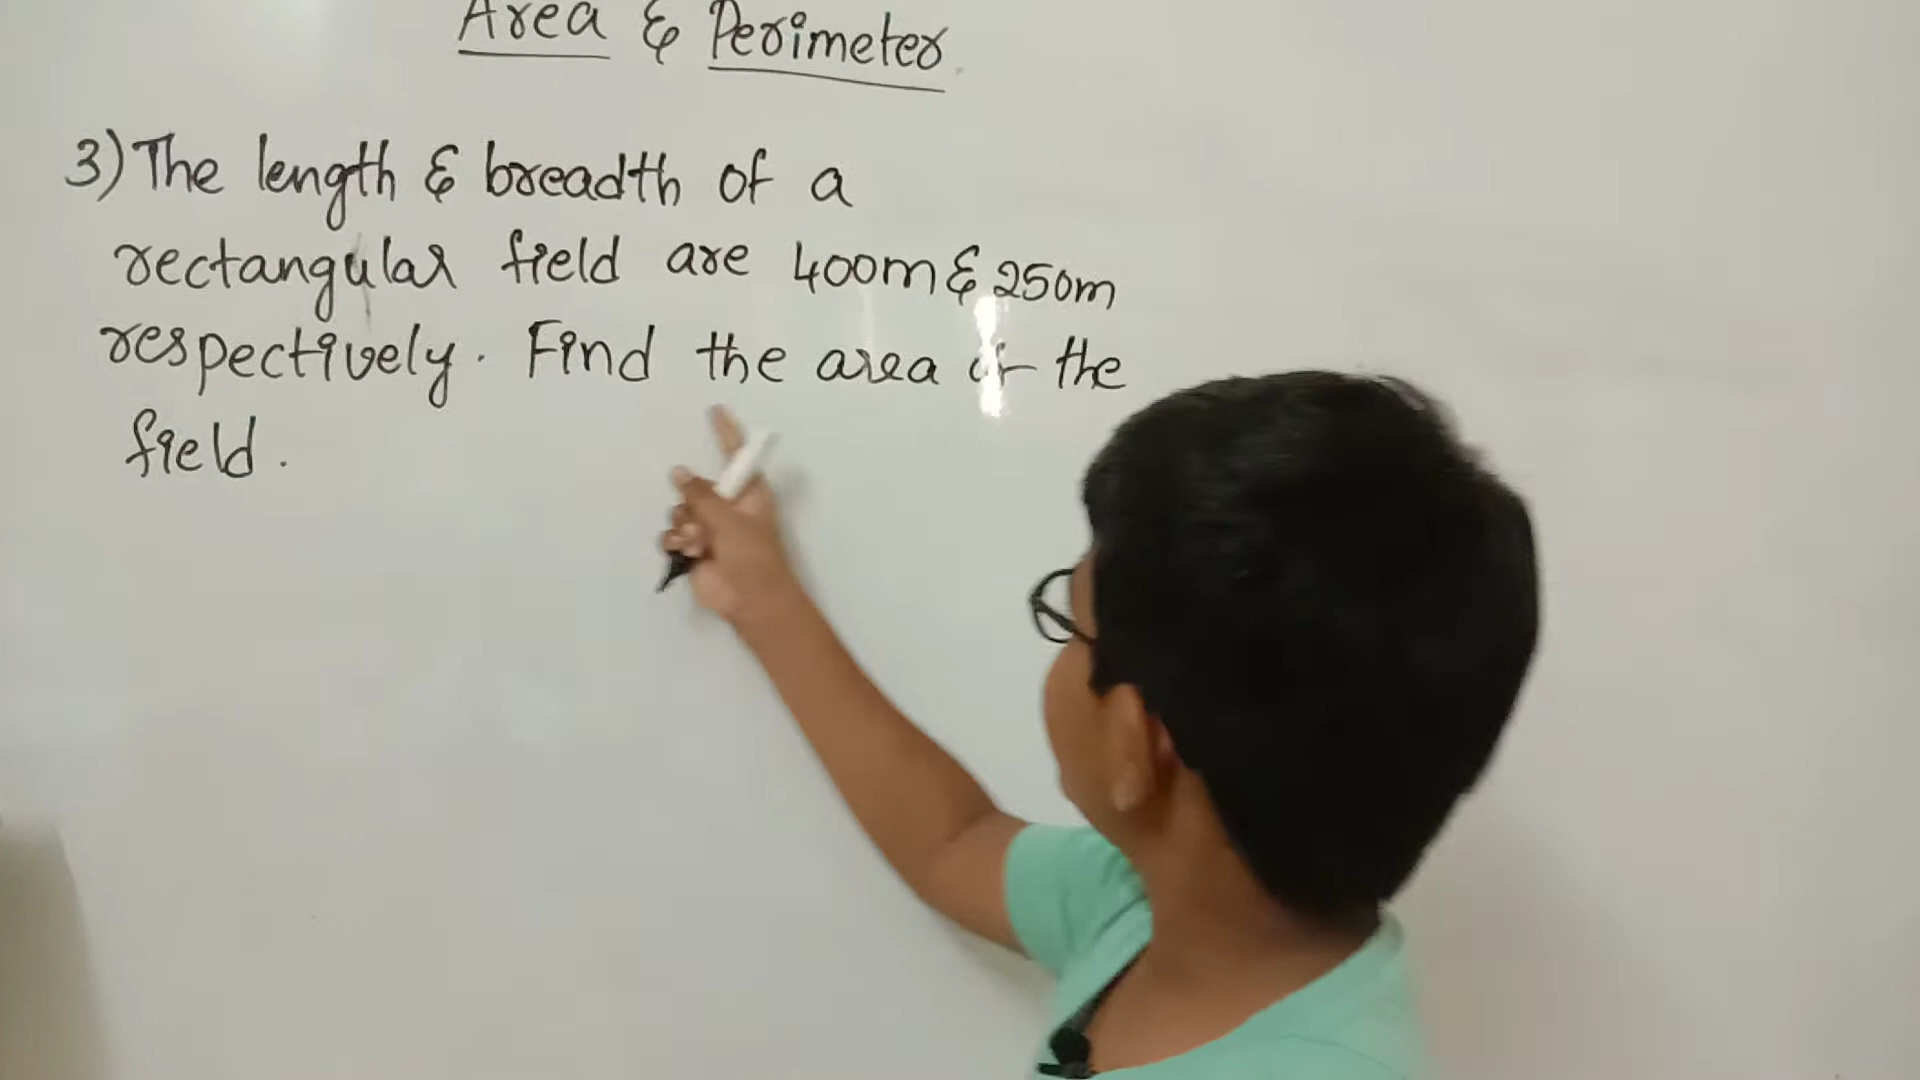 Area & Perimeter.
3) The length & breadth of a
rectangular field are 400m & 250m
respectively. Find the area of the
field.